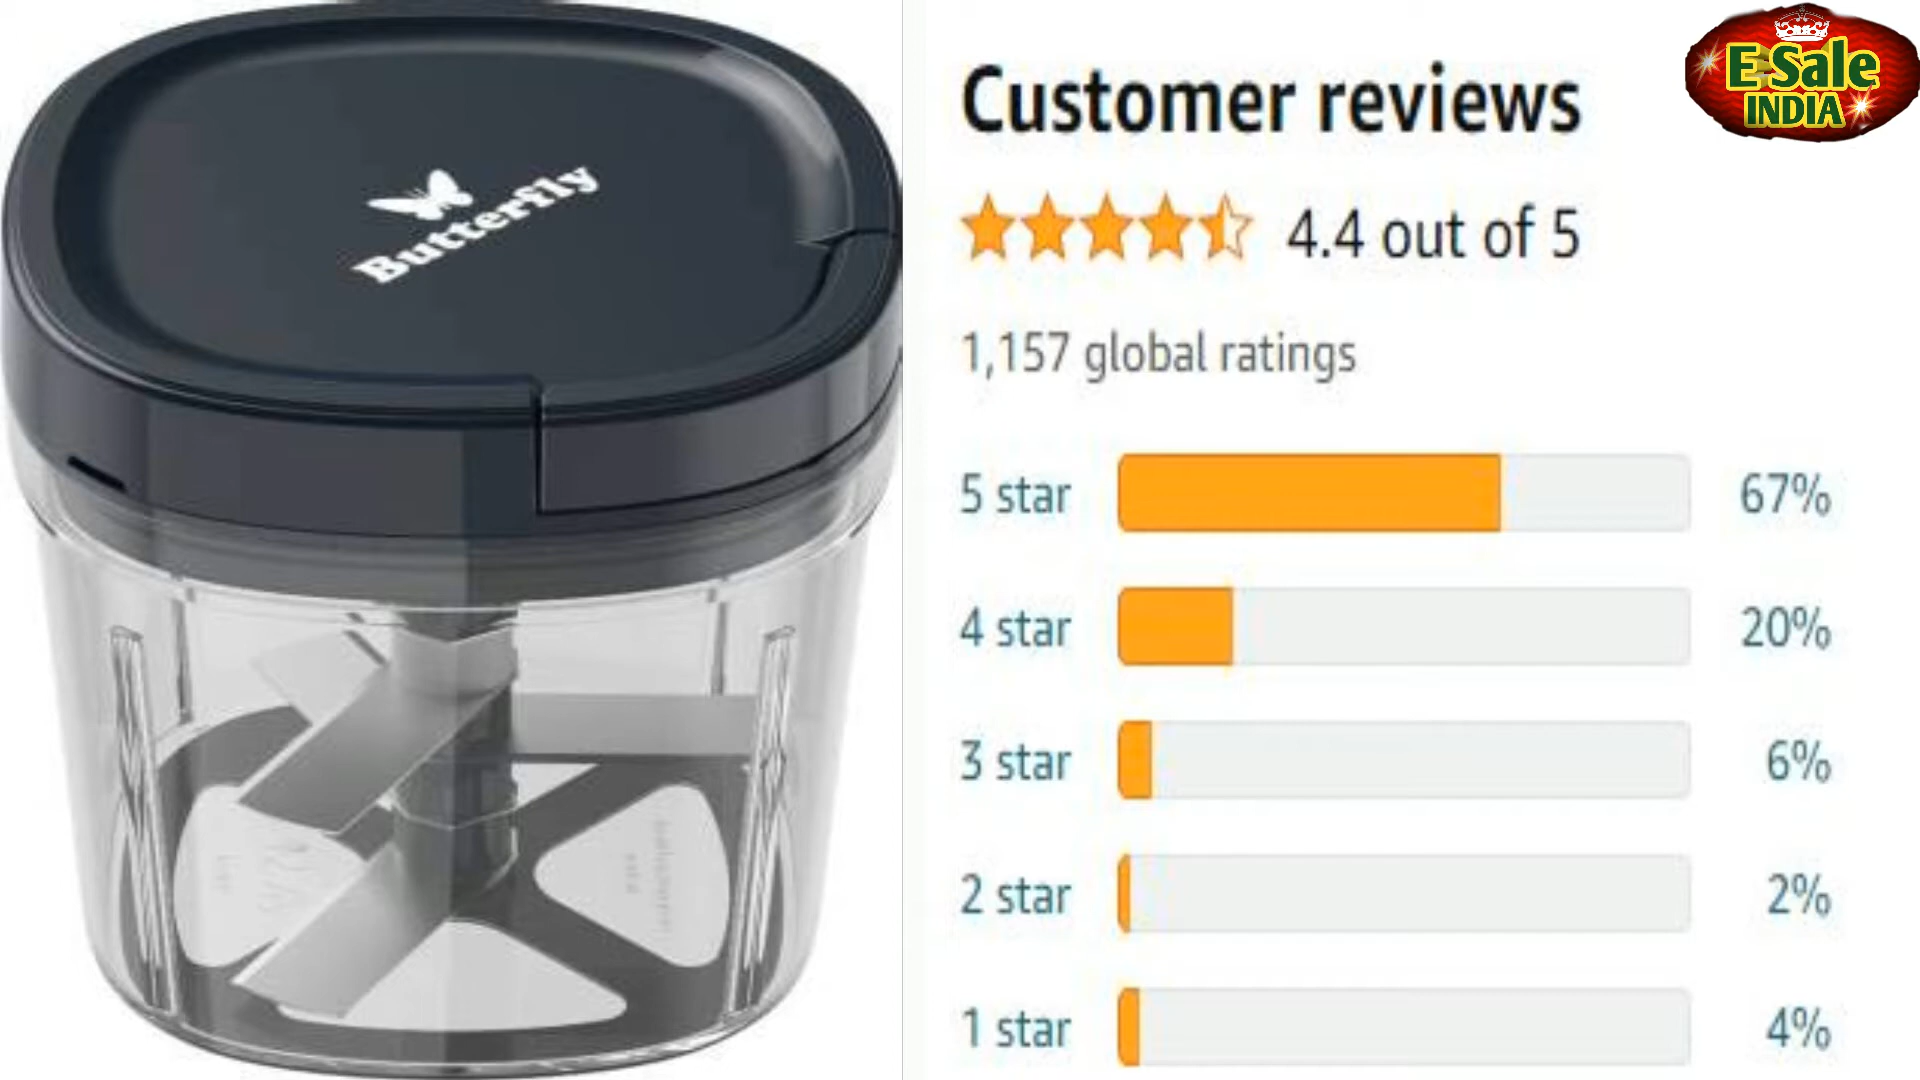 Butterfly
Customer reviews
4.4 out of 5
1,157 global ratings
5 star 67%
4 star 20%
3 star 6%
2 star 2%
1 star 4%
E Sale
INDIA